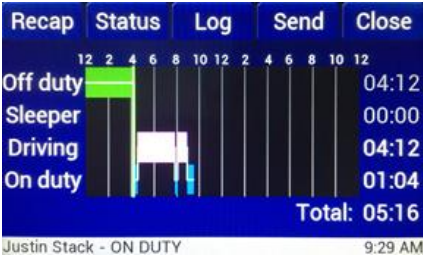 Recap Status Log Send Close
12 2 4 6 8 10 12 2 4 6 8 10 12
Off duty 04:12
Sleeper 00:00
Driving 04:12
On duty 01:04
Total: 05:16
Justin Stack - ON DUTY 9:29 AM